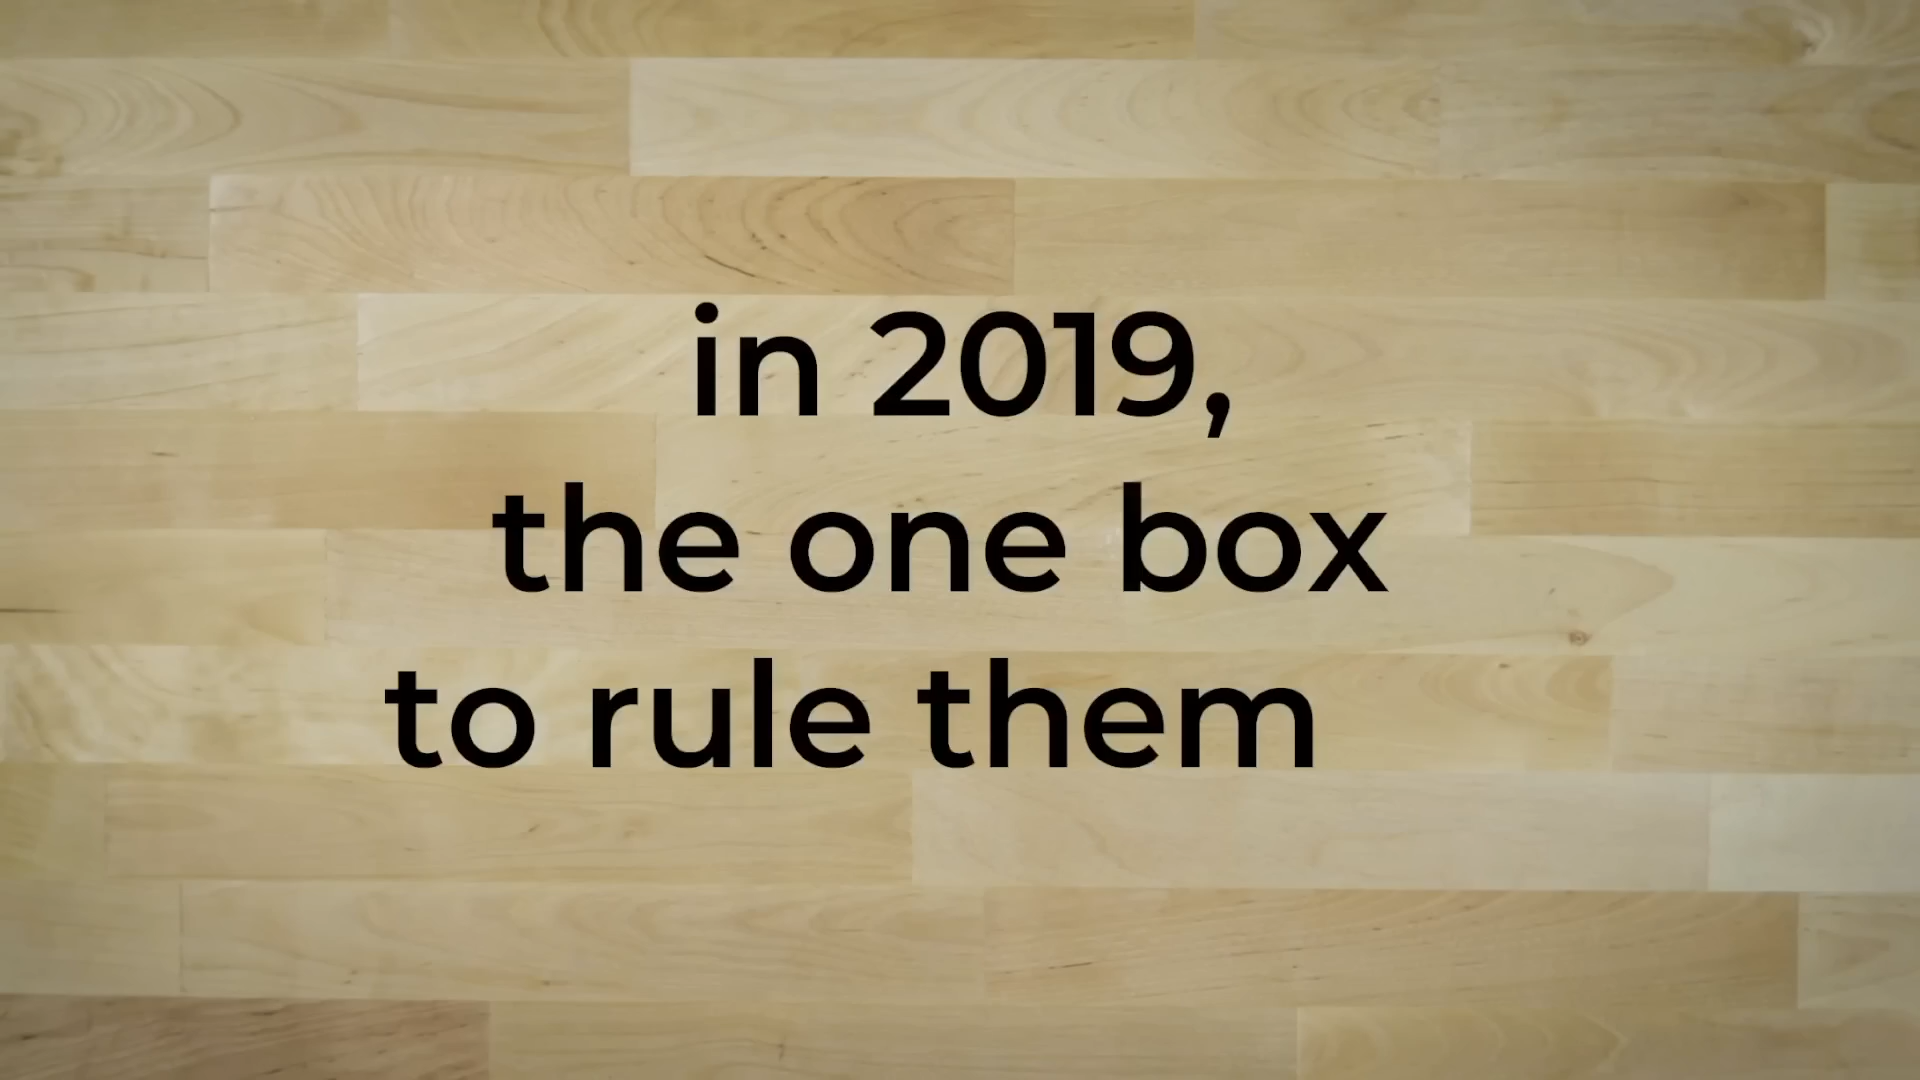 in 2019,
the one box
to rule them